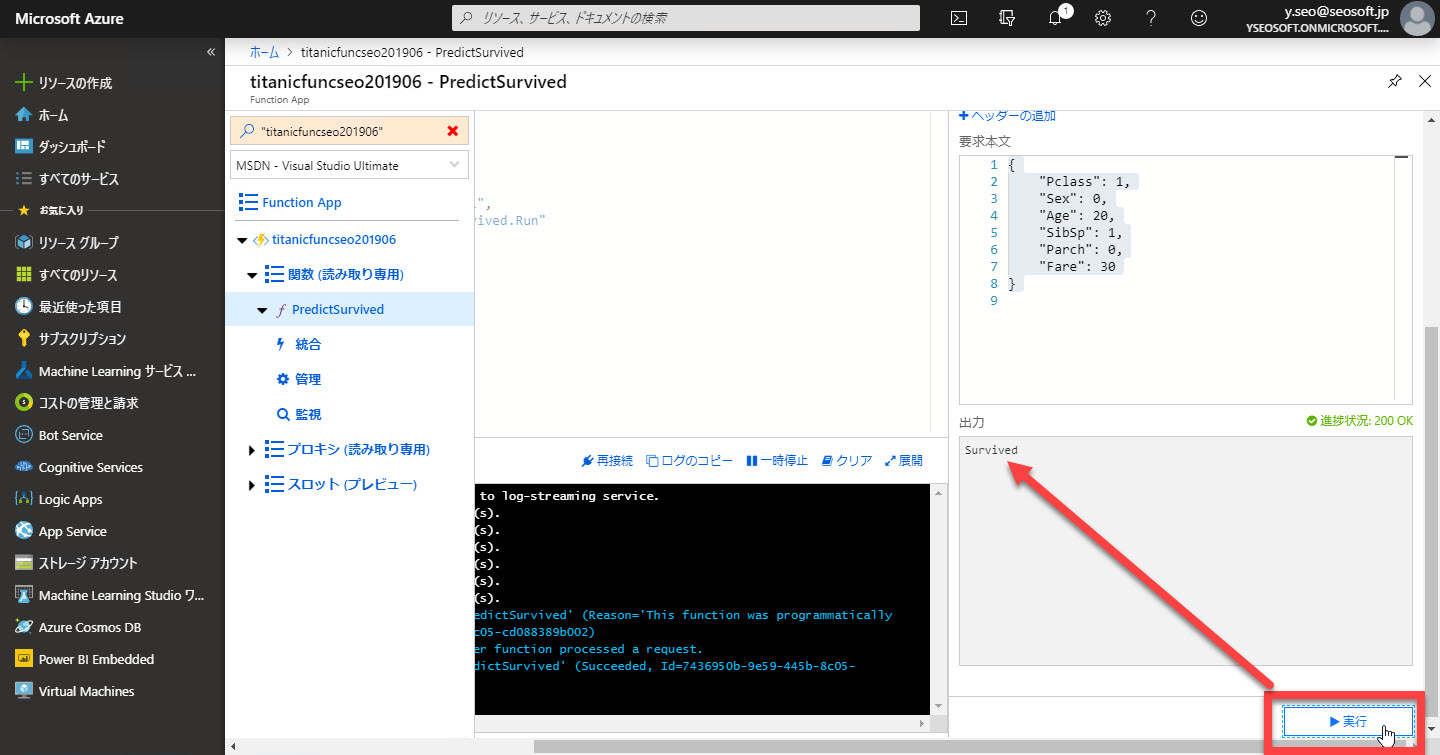 Microsoft Azure
リソース、サービス、ドキュメントの検索
1
y.seo@seosoft.jp
YSEOSOFT.ONMICROSOFT....
«
リソースの作成
ホーム
ダッシュボード
すべてのサービス
お気に入り
リソース グループ
すべてのリソース
最近使った項目
サブスクリプション
Machine Learning サービス ...
コストの管理と請求
Bot Service
Cognitive Services
Logic Apps
App Service
ストレージ アカウント
Machine Learning Studio ワ...
Azure Cosmos DB
Power BI Embedded
Virtual Machines
ホーム > titanicfuncseo201906 - PredictSurvived
titanicfuncseo201906 - PredictSurvived
Function App
"titanicfuncseo201906"
MSDN - Visual Studio Ultimate
Function App
titanicfuncseo201906
関数 (読み取り専用)
PredictSurvived
統合
管理
監視
プロキシ (読み取り専用)
スロット (プレビュー)
",
ived.Run"
再接続 ログのコピー 一時停止 クリア 展開
to log-streaming service.
(s).
(s).
(s).
(s).
(s).
(s).
edictSurvived' (Reason='This function was programmatically
c05-cd088389b002)
er function processed a request.
dictSurvived' (Succeeded, Id=7436950b-9e59-445b-8c05-
ヘッダーの追加
要求本文
1 {
2 "Pclass": 1,
3 "Sex": 0,
4 "Age": 20,
5 "SibSp": 1,
6 "Parch": 0,
7 "Fare": 30
8 }
9
出力
進捗状況: 200 OK
Survived
実行